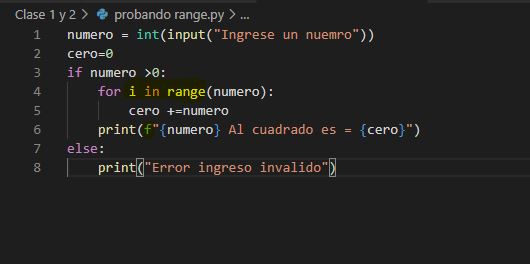 Clase 1 y 2 > probando range.py > ...
1 numero = int(input("Ingrese un nuemro"))
2 cero=0
3 if numero >0:
4 for i in range(numero):
5 cero +=numero
6 print(f"{numero} Al cuadrado es = {cero}")
7 else:
8 print("Error ingreso invalido")